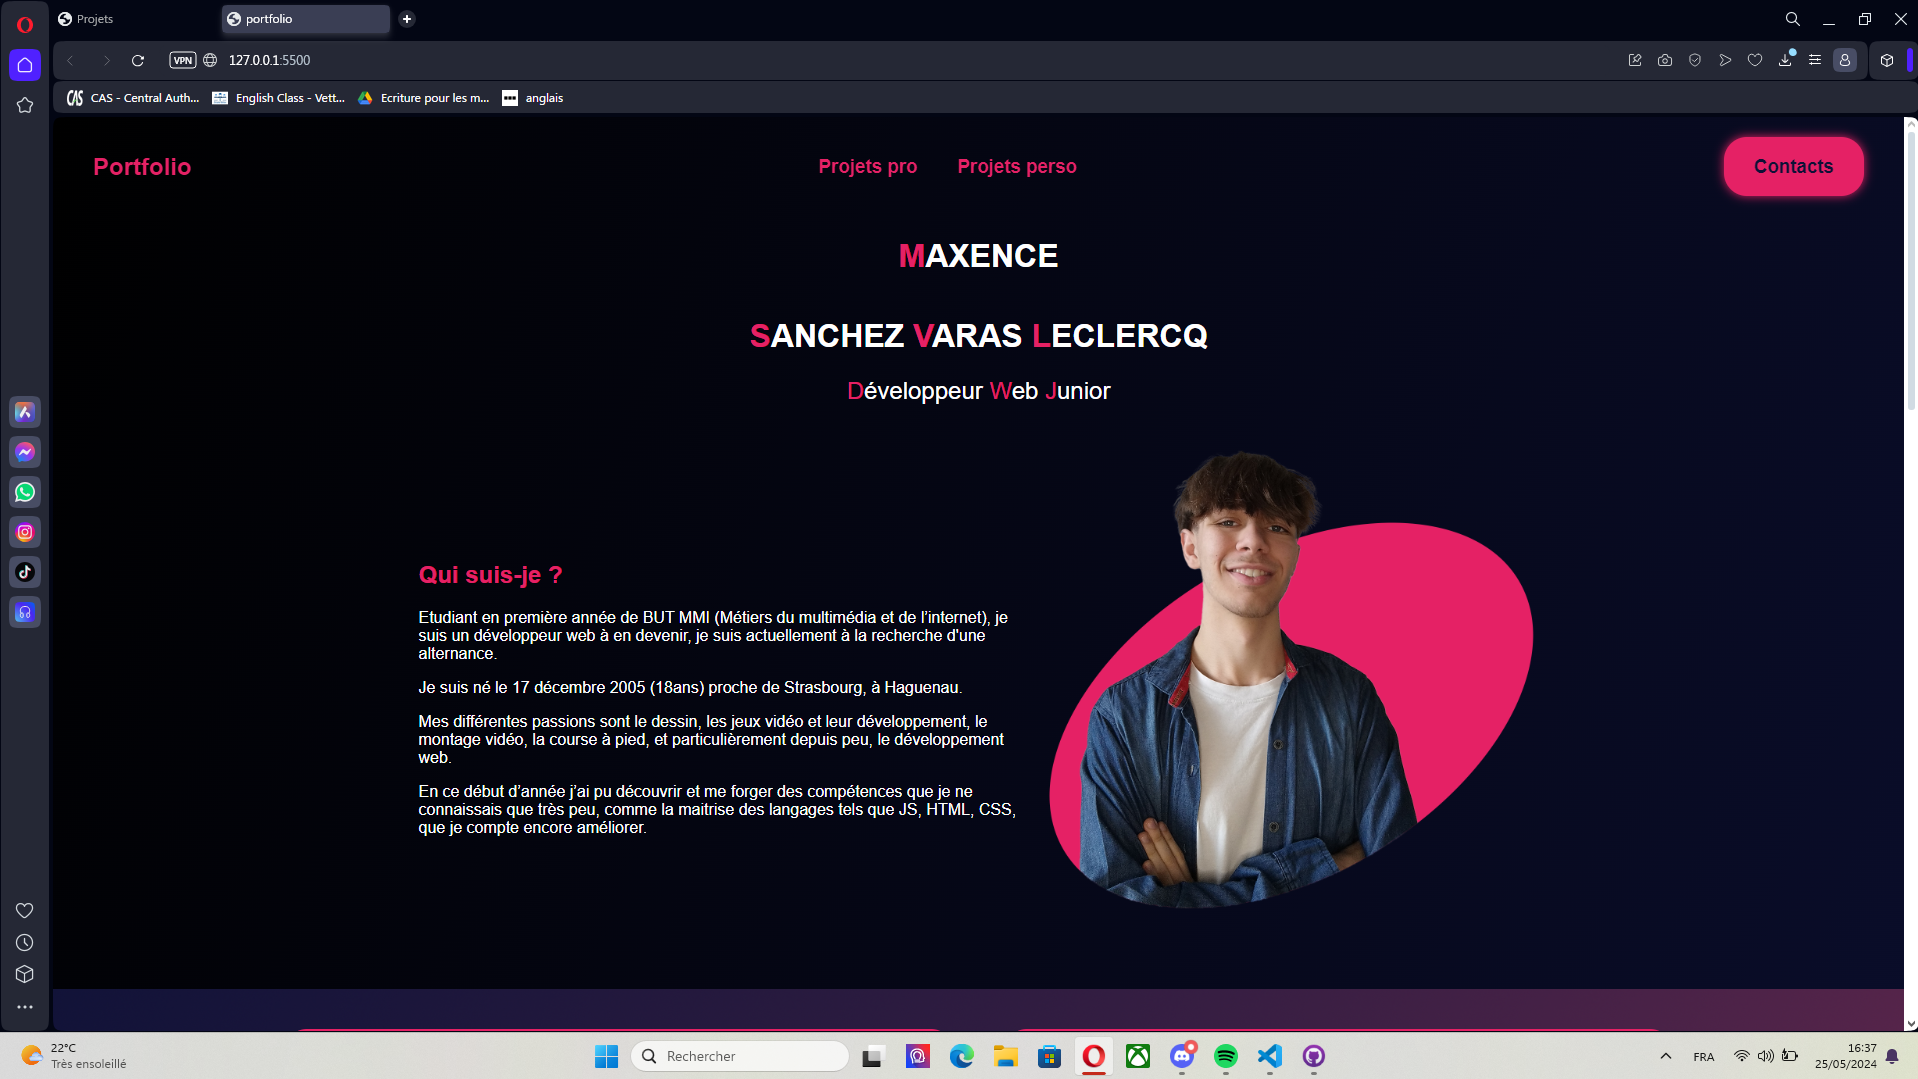 Projets
portfolio
VPN
127.0.0.1:5500
CAS - Central Auth...
English Class - Vett...
Ecriture pour les m...
anglais
Portfolio
Projets pro
Projets perso
Contacts
MAXENCE
SANCHEZ VARAS LECLERCQ
Développeur Web Junior
Qui suis-je ?
Etudiant en première année de BUT MMI (Métiers du multimédia et de l’internet), je
suis un développeur web à en devenir, je suis actuellement à la recherche d'une
alternance.
Je suis né le 17 décembre 2005 (18ans) proche de Strasbourg, à Haguenau.
Mes différentes passions sont le dessin, les jeux vidéo et leur développement, le
montage vidéo, la course à pied, et particulièrement depuis peu, le développement
web.
En ce début d’année j’ai pu découvrir et me forger des compétences que je ne
connaissais que très peu, comme la maitrise des langages tels que JS, HTML, CSS,
que je compte encore améliorer.
22°C
Très ensoleillé
Rechercher
FRA
16:37
25/05/2024